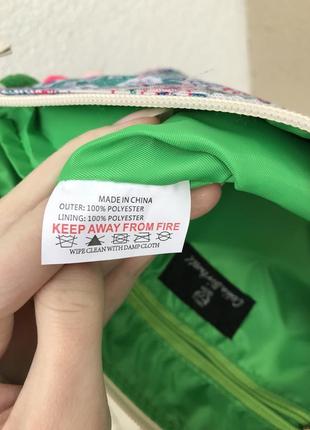 MADE IN CHINA
OUTER: 100% POLYESTER
LINING: 100% POLYESTER
KEEP AWAY FROM FIRE
WIPE CLEAN WITH DAMP CLOTH